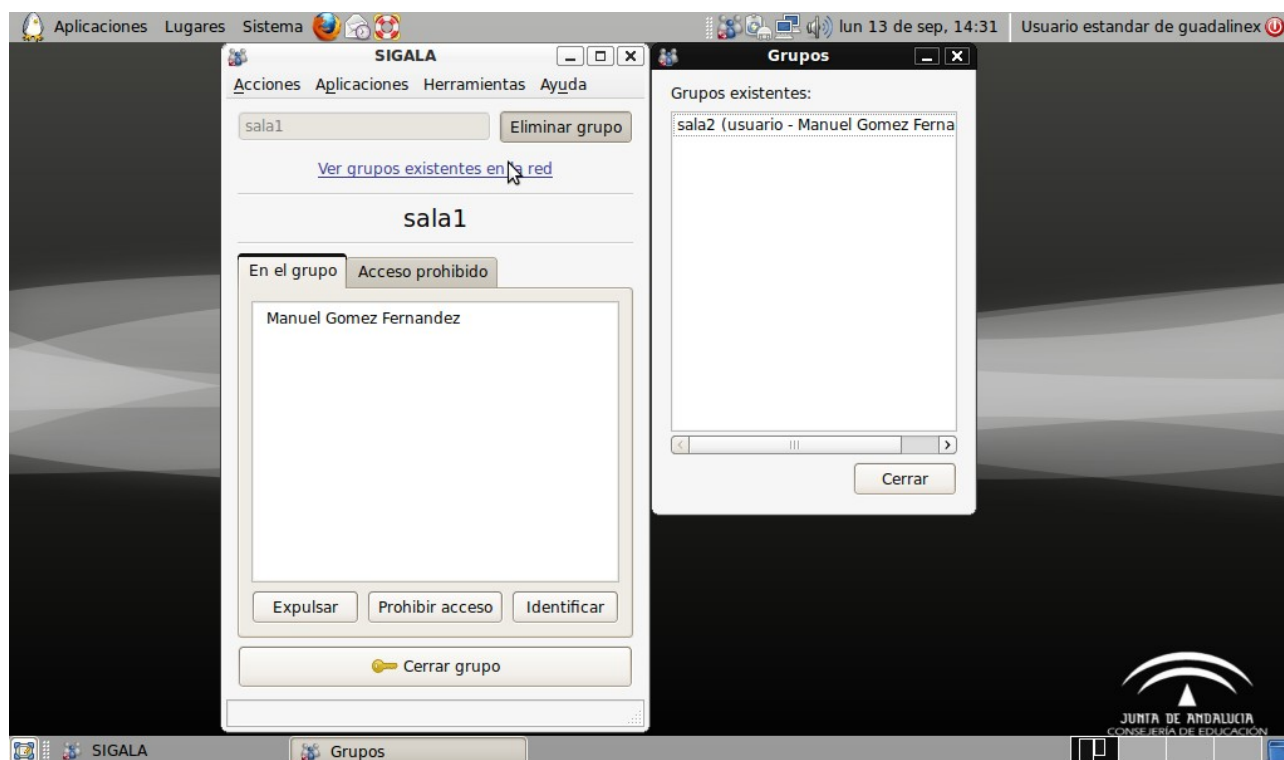 Aplicaciones Lugares Sistema
lun 13 de sep, 14:31 Usuario estandar de guadalinex
SIGALA
Acciones Aplicaciones Herramientas Ayuda
sala1 Eliminar grupo
Ver grupos existentes en la red
sala1
En el grupo Acceso prohibido
Manuel Gomez Fernandez
Expulsar Prohibir acceso Identificar
Cerrar grupo
Grupos
Grupos existentes:
sala2 (usuario - Manuel Gomez Ferna
Cerrar
JUNTA DE ANDALUCIA
CONSEJERÍA DE EDUCACIÓN
SIGALA Grupos